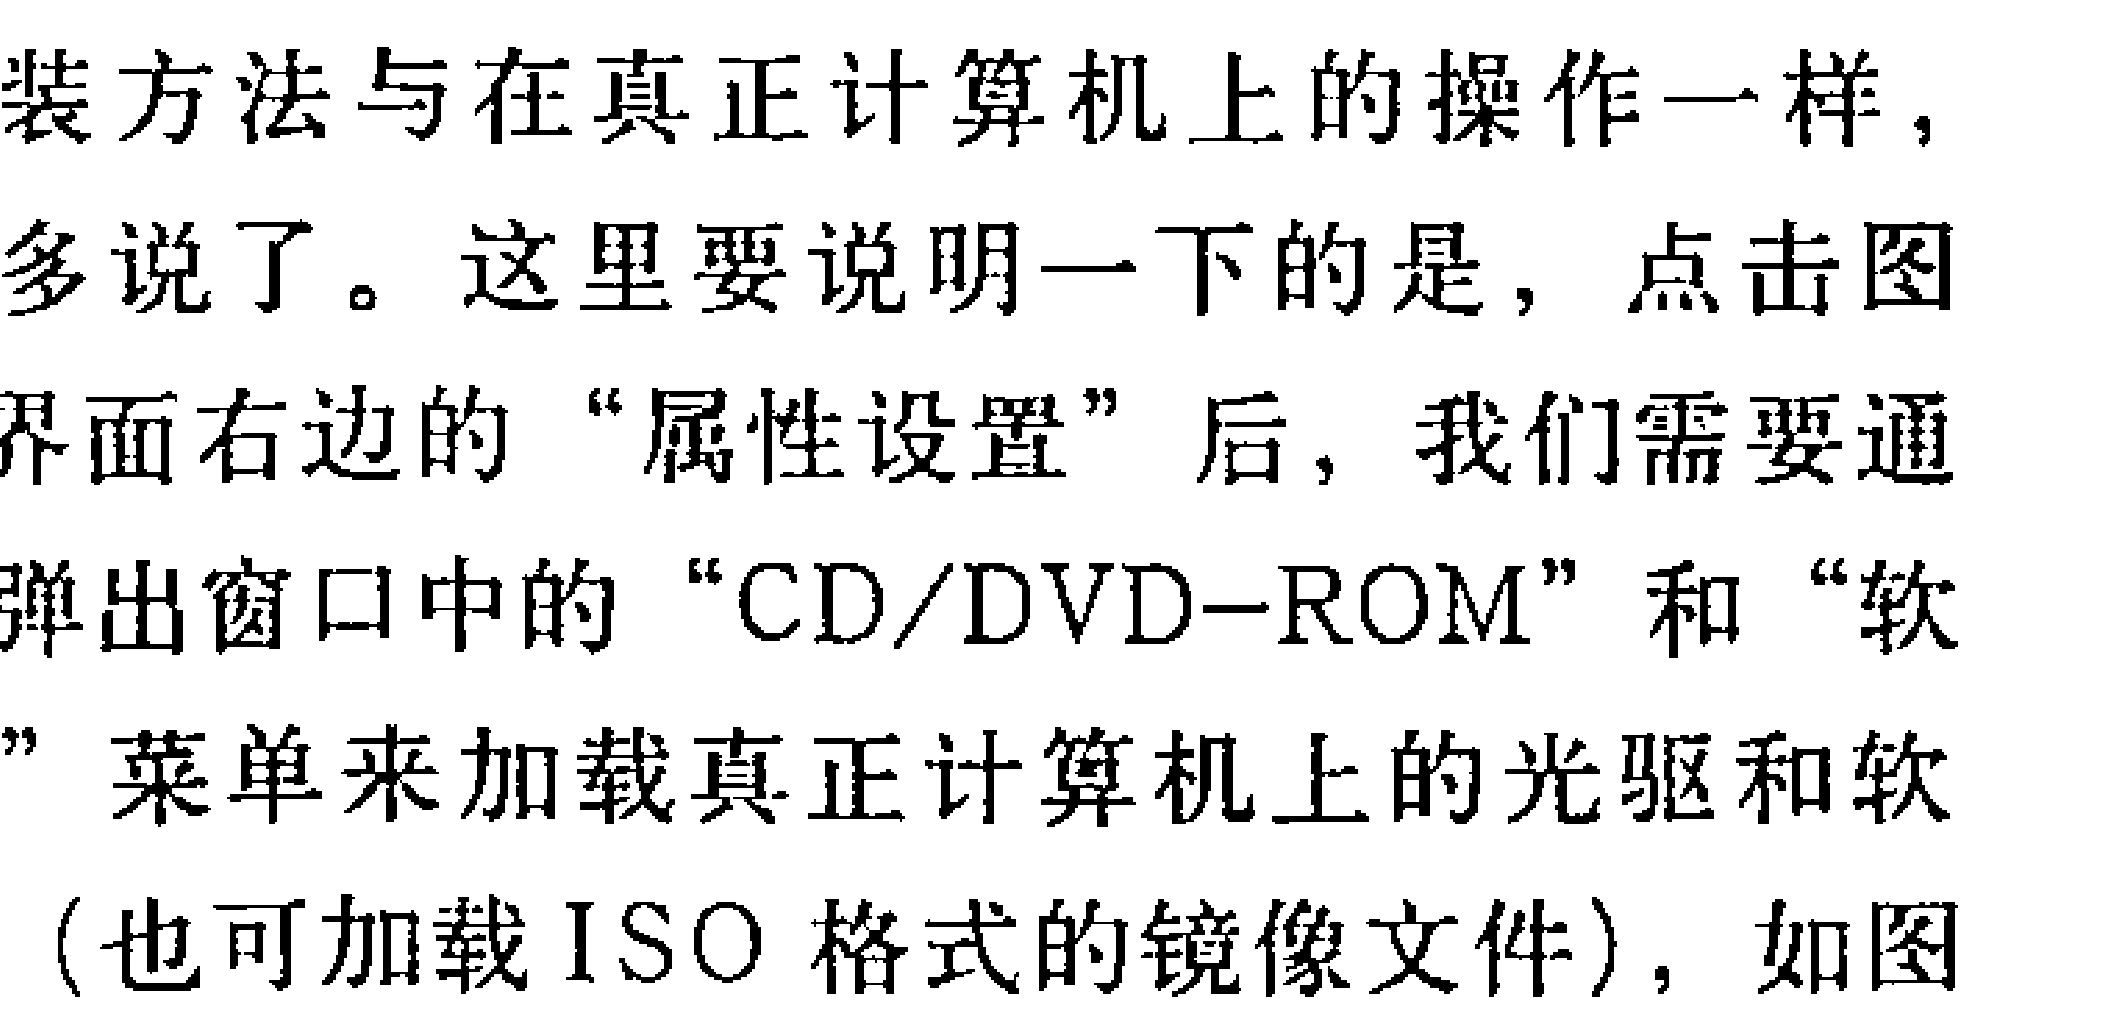 装方法与在真正计算机上的操作一样，
多说了。这里要说明一下的是，点击图
界面右边的“属性设置”后，我们需要通
弹出窗口中的“CD/DVD-ROM”和“软
”菜单来加载真正计算机上的光驱和软
（也可加载ISO 格式的镜像文件），如图